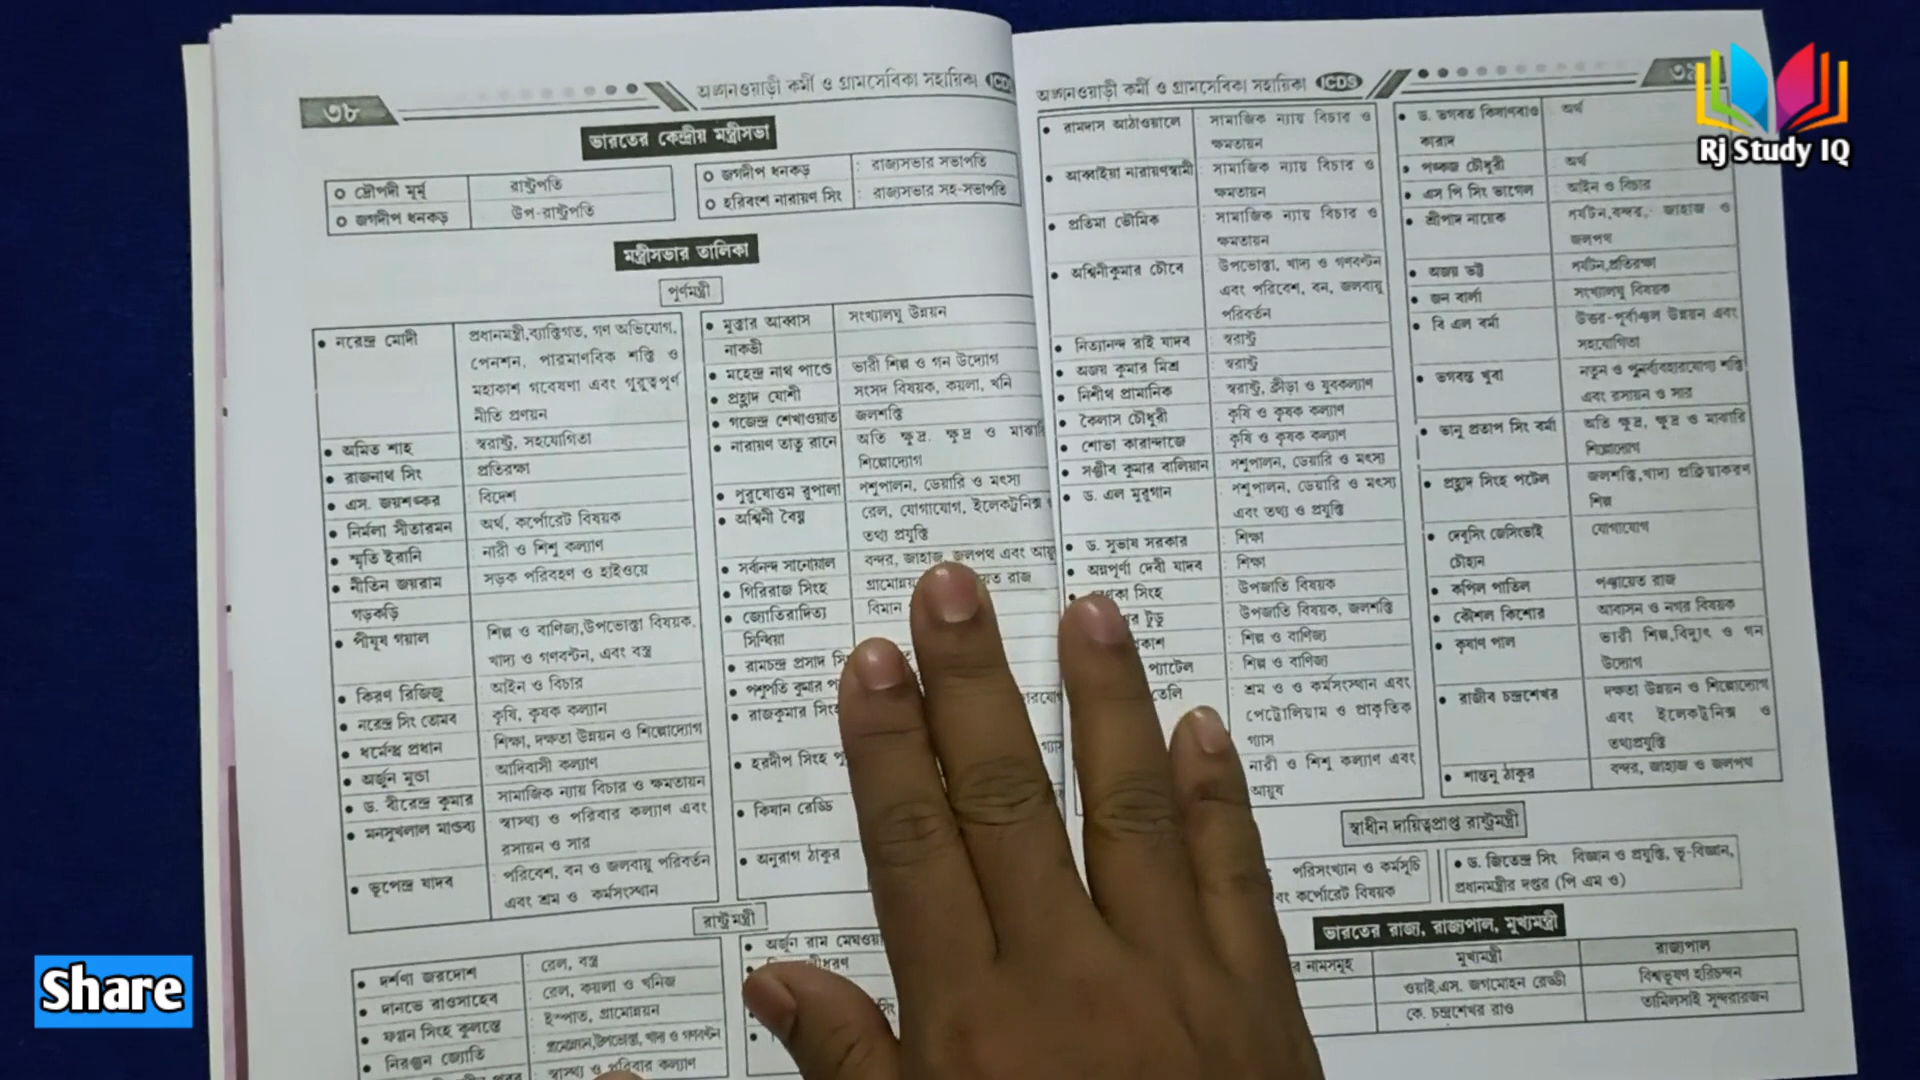 ৩৮
অঙ্গনওয়াড়ী কর্মী ও গ্রামসেবিকা সহায়িকা
ভারতের কেন্দ্রীয় মন্ত্রীসভা
দ্রৌপদী মূর্মূ রাষ্ট্রপতি
জগদীপ ধনকড় উপ-রাষ্ট্রপতি
জগদীপ ধনকড় : রাজ্যসভার সভাপতি
হরিবংশ নারায়ণ সিং : রাজ্যসভার সহ-সভাপতি
মন্ত্রীসভার তালিকা
পূর্ণমন্ত্রী
• নরেন্দ্র মোদী প্রধানমন্ত্রী,ব্যাক্তিগত, গণ অভিযোগ,
পেনশন, পারমাণবিক শক্তি ও
মহাকাশ গবেষণা এবং গুরুত্বপূর্ণ
নীতি প্রণয়ন
• অমিত শাহ : স্বরাষ্ট্র, সহযোগিতা
• রাজনাথ সিং : প্রতিরক্ষা
• এস. জয়শঙ্কর : বিদেশ
• নির্মলা সীতারমন : অর্থ, কর্পোরেট বিষয়ক
• স্মৃতি ইরানি : নারী ও শিশু কল্যাণ
• নীতিন জয়রাম : সড়ক পরিবহণ ও হাইওয়ে
গড়কড়ি
• পীযূষ গয়াল : শিল্প ও বাণিজ্য,উপভোক্তা বিষয়ক,
খাদ্য ও গণবন্টন, এবং বস্ত্র
• কিরণ রিজিজু : আইন ও বিচার
• নরেন্দ্র সিং তোমর : কৃষি, কৃষক কল্যান
• ধর্মেন্দ্র প্রধান : শিক্ষা, দক্ষতা উন্নয়ন ও শিল্পোদ্যোগ
• অর্জুন মুন্ডা : আদিবাসী কল্যাণ
• ড. বীরেন্দ্র কুমার : সামাজিক ন্যায় বিচার ও ক্ষমতায়ন
• মনসুখলাল মান্ডব্য : স্বাস্থ্য ও পরিবার কল্যাণ এবং
রসায়ন ও সার
• ভূপেন্দ্র যাদব : পরিবেশ, বন ও জলবায়ু পরিবর্তন
এবং শ্রম ও কর্মসংস্থান
• মুক্তার আব্বাস সংখ্যালঘু উন্নয়ন
নাকভী
• মহেন্দ্র নাথ পাণ্ডে ভারী শিল্প ও গন উদ্যোগ
• প্রহ্লাদ যোশী সংসদ বিষয়ক, কয়লা, খনি
• গজেন্দ্র শেখাওয়াত জলশক্তি
• নারায়ণ তাতু রানে অতি ক্ষুদ্র, ক্ষুদ্র ও মাঝারি
শিল্পোদ্যোগ
• পুরুষোত্তম রুপালা পশুপালন, ডেয়ারি ও মৎস্য
• অশ্বিনী বৈষ্ণ রেল, যোগাযোগ, ইলেকট্রনিক্স
তথ্য প্রযুক্তি
• সর্বানন্দ সানোয়াল বন্দর, জাহাজ, জলপথ এবং
• গিরিরাজ সিংহ
• জ্যোতিরাদিত্য বিমান
সিন্ধিয়া
• রামচন্দ্র প্রসাদ
• পশুপতি কুমার
• রাজকুমার সিংহ
• হরদীপ সিংহ
• কিষান রেড্ডি
• অনুরাগ ঠাকুর
রাষ্ট্রমন্ত্রী
• দর্শণা জরদোশ : রেল, বস্ত্র
• দানভে রাওসাহেব : রেল, কয়লা ও খনিজ
• ফগ্গন সিংহ কুলস্তে : ইস্পাত, গ্রামোন্নয়ন
• নিরঞ্জন জ্যোতি
: স্বাস্থ্য ও পরিবার কল্যাণ
• অর্জুন রাম
অঙ্গনওয়াড়ী কর্মী ও গ্রামসেবিকা সহায়িকা ICDS
• রামদাস আঠাওয়ালে : সামাজিক ন্যায় বিচার ও
ক্ষমতায়ন
• আব্বাইয়া নারায়ণস্বামী : সামাজিক ন্যায় বিচার ও
ক্ষমতায়ন
• প্রতিমা ভৌমিক : সামাজিক ন্যায় বিচার ও
ক্ষমতায়ন
• অশ্বিনীকুমার চৌবে : উপভোক্তা, খাদ্য ও গণবন্টন
এবং পরিবেশ, বন, জলবায়ু
পরিবর্তন
• নিত্যানন্দ রাই যাদব : স্বরাষ্ট্র
• অজয় কুমার মিশ্র : স্বরাষ্ট্র
• নিশীথ প্রামানিক : স্বরাষ্ট্র, ক্রীড়া ও যুবকল্যাণ
• কৈলাস চৌধুরী : কৃষি ও কৃষক কল্যাণ
• শোভা কারান্দাজে : কৃষি ও কৃষক কল্যাণ
• সঞ্জীব কুমার বালিয়ান : পশুপালন, ডেয়ারি ও মৎস্য
• ড. এল মুরুগান : পশুপালন, ডেয়ারি ও মৎস্য
এবং তথ্য ও প্রযুক্তি
• ড. সুভাষ সরকার : শিক্ষা
• অন্নপূর্ণা দেবী যাদব : শিক্ষা
সিংহ : উপজাতি বিষয়ক
টুডু : উপজাতি বিষয়ক, জলশক্তি
: শিল্প ও বাণিজ্য
প্যাটেল : শিল্প ও বাণিজ্য
তেলি : শ্রম ও ও কর্মসংস্থান এবং
পেট্রোলিয়াম ও প্রাকৃতিক
গ্যাস
নারী ও শিশু কল্যাণ এবং
আয়ুষ
• ড. ভগবত কিষাণরাও : অর্থ
কারাদ
• পঙ্কজ চৌধুরী : অর্থ
• এস পি সিং ভাগেল : আইন ও বিচার
• শ্রীপাদ নায়েক : পর্যটন,বন্দর, জাহাজ ও
জলপথ
• অজয় ভট্ট : পর্যটন,প্রতিরক্ষা
• জন বার্লা : সংখ্যালঘু বিষয়ক
• বি এল বর্মা : উত্তর-পূর্বাঞ্চল উন্নয়ন এবং
সহযোগিতা
• ভগবন্ত খুবা : নতুন ও পুনর্ব্যবহারযোগ্য শক্তি
এবং রসায়ন ও সার
• ভানু প্রতাপ সিং বর্মা : অতি ক্ষুদ্র, ক্ষুদ্র ও মাঝারি
শিল্পোদ্যোগ
• প্রহ্লাদ সিংহ পটেল : জলশক্তি,খাদ্য প্রক্রিয়াকরণ
শিল্প
• দেবুসিং জেসিংভাই : যোগাযোগ
চৌহান
• কপিল পাতিল : পঞ্চায়েত রাজ
• কৌশল কিশোর : আবাসন ও নগর বিষয়ক
• কৃষাণ পাল : ভারী শিল্প,বিদ্যুৎ ও গন
উদ্যোগ
• রাজীব চন্দ্রশেখর : দক্ষতা উন্নয়ন ও শিল্পোদ্যোগ
এবং ইলেকট্রনিক্স ও
তথ্যপ্রযুক্তি
• শান্তনু ঠাকুর : বন্দর, জাহাজ ও জলপথ
স্বাধীন দায়িত্বপ্রাপ্ত রাষ্ট্রমন্ত্রী
পরিসংখ্যান ও কর্মসূচি
কর্পোরেট বিষয়ক
• ড. জিতেন্দ্র সিং বিজ্ঞান ও প্রযুক্তি, ভূ-বিজ্ঞান,
প্রধানমন্ত্রীর দপ্তর (পি এম ও)
ভারতের রাজ্য, রাজ্যপাল, মুখ্যমন্ত্রী
নামসমূহ মুখ্যমন্ত্রী রাজ্যপাল
ওয়াই.এস. জগমোহন রেড্ডী বিশ্বভূষণ হরিচন্দন
কে. চন্দ্রশেখর রাও তামিলসাই সুন্দরারজন
Rj Study IQ
Share